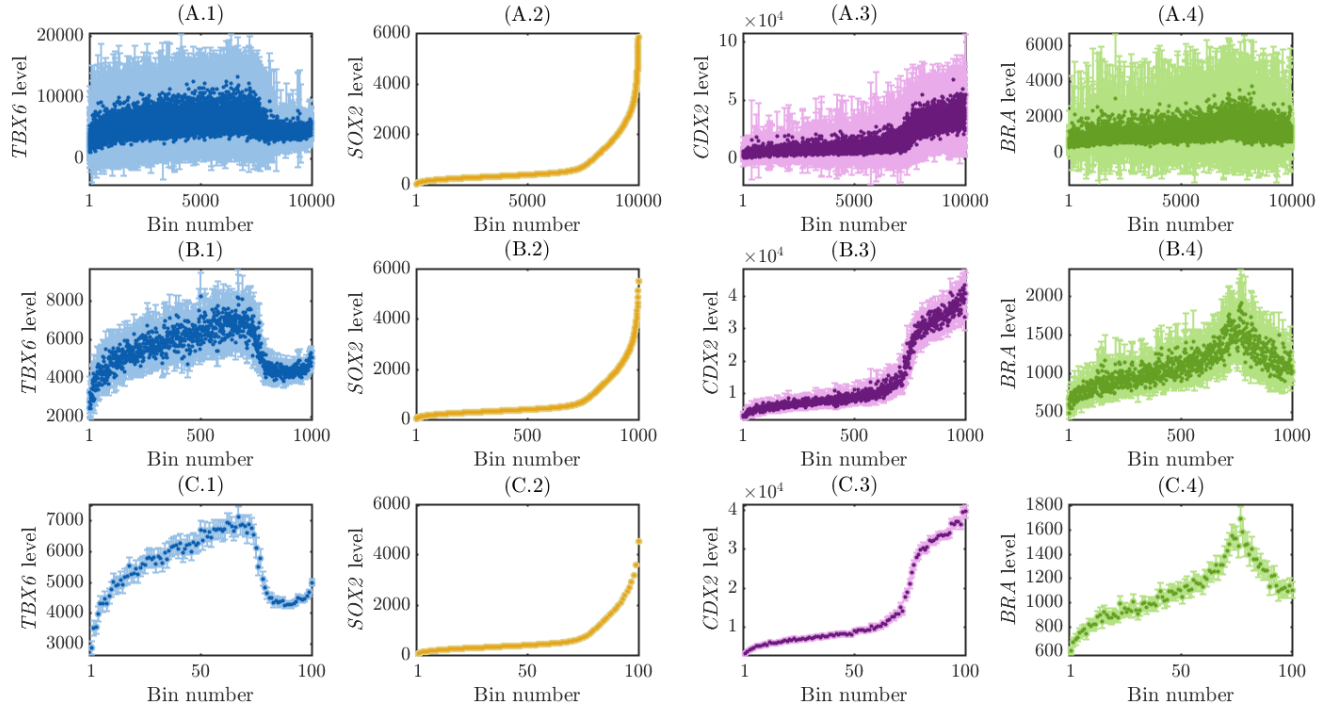 (A.1)
20000
10000
0
TBX6 level
1
5000
10000
Bin number
(A.2)
6000
4000
2000
0
SOX2 level
1
5000
10000
Bin number
(A.3)
×10⁴
10
5
0
CDX2 level
1
5000
10000
Bin number
(A.4)
6000
4000
2000
0
BRA level
1
5000
10000
Bin number
(B.1)
8000
6000
4000
2000
TBX6 level
1
500
1000
Bin number
(B.2)
6000
4000
2000
0
SOX2 level
1
500
1000
Bin number
(B.3)
×10⁴
4
3
2
1
CDX2 level
1
500
1000
Bin number
(B.4)
2000
1500
1000
500
BRA level
1
500
1000
Bin number
(C.1)
7000
6000
5000
4000
3000
TBX6 level
1
50
100
Bin number
(C.2)
6000
4000
2000
0
SOX2 level
1
50
100
Bin number
(C.3)
×10⁴
4
3
2
1
CDX2 level
1
50
100
Bin number
(C.4)
1800
1600
1400
1200
1000
800
600
BRA level
1
50
100
Bin number